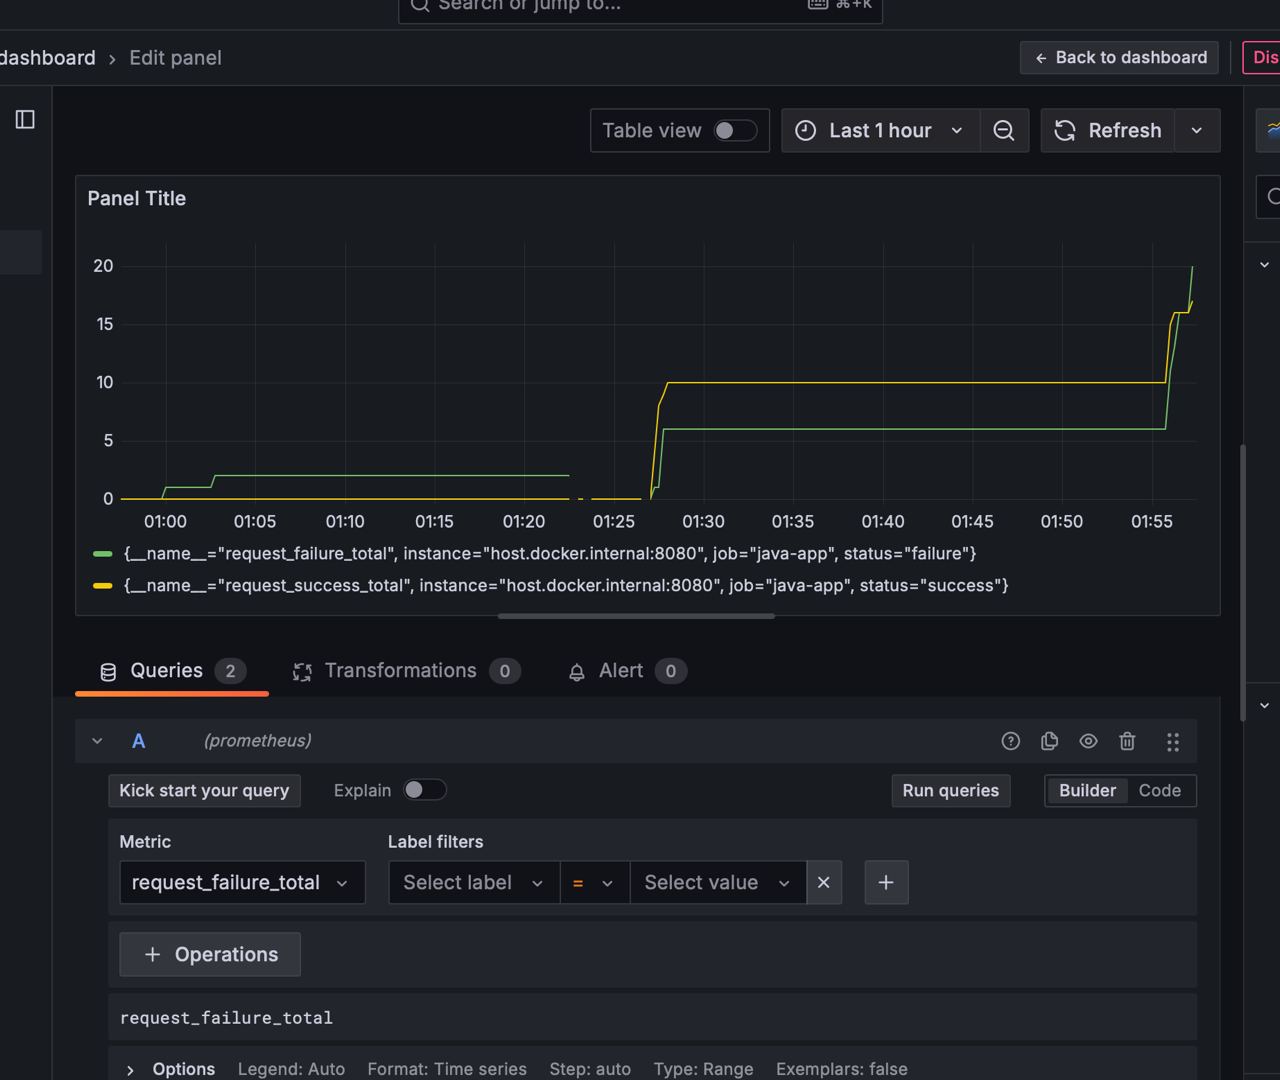 Search or jump to... ⌘+K
dashboard › Edit panel
← Back to dashboard
Dis
Table view
Last 1 hour
Refresh
Panel Title
20
15
10
5
0
01:00 01:05 01:10 01:15 01:20 01:25 01:30 01:35 01:40 01:45 01:50 01:55
{__name__="request_failure_total", instance="host.docker.internal:8080", job="java-app", status="failure"}
{__name__="request_success_total", instance="host.docker.internal:8080", job="java-app", status="success"}
Queries 2 Transformations 0 Alert 0
A (prometheus)
Kick start your query Explain Run queries Builder Code
Metric Label filters
request_failure_total Select label = Select value
+ Operations
request_failure_total
Options Legend: Auto Format: Time series Step: auto Type: Range Exemplars: false